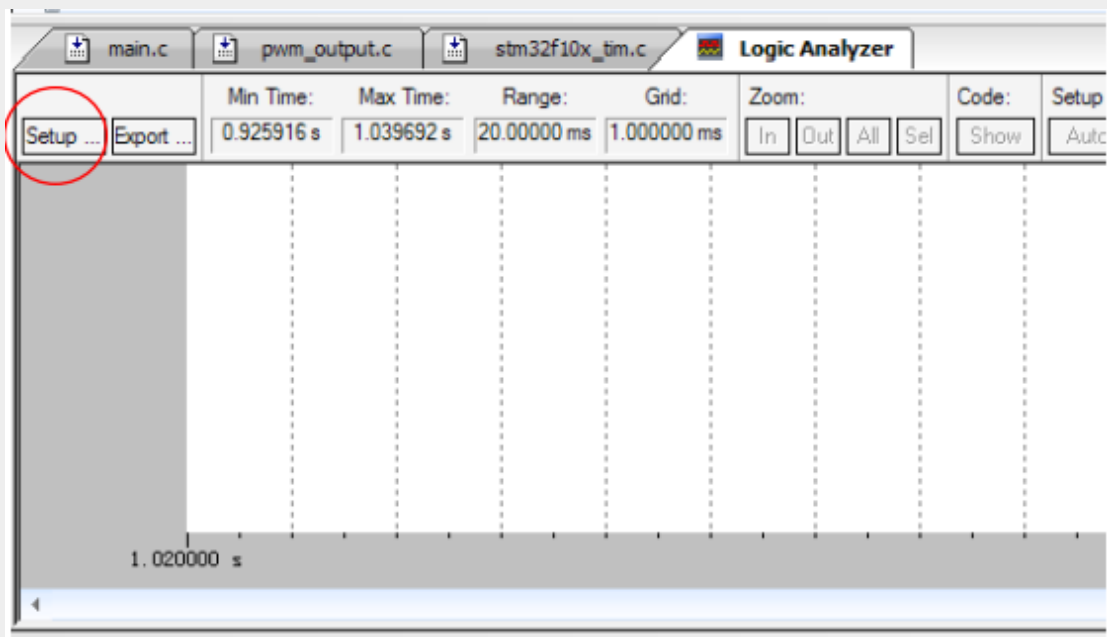 main.c pwm_output.c stm32f10x_tim.c Logic Analyzer
Min Time: Max Time: Range: Grid: Zoom: Code: Setup
Setup ... Export ... 0.925916 s 1.039692 s 20.00000 ms 1.000000 ms In Out All Sel Show Auto
1.020000 s